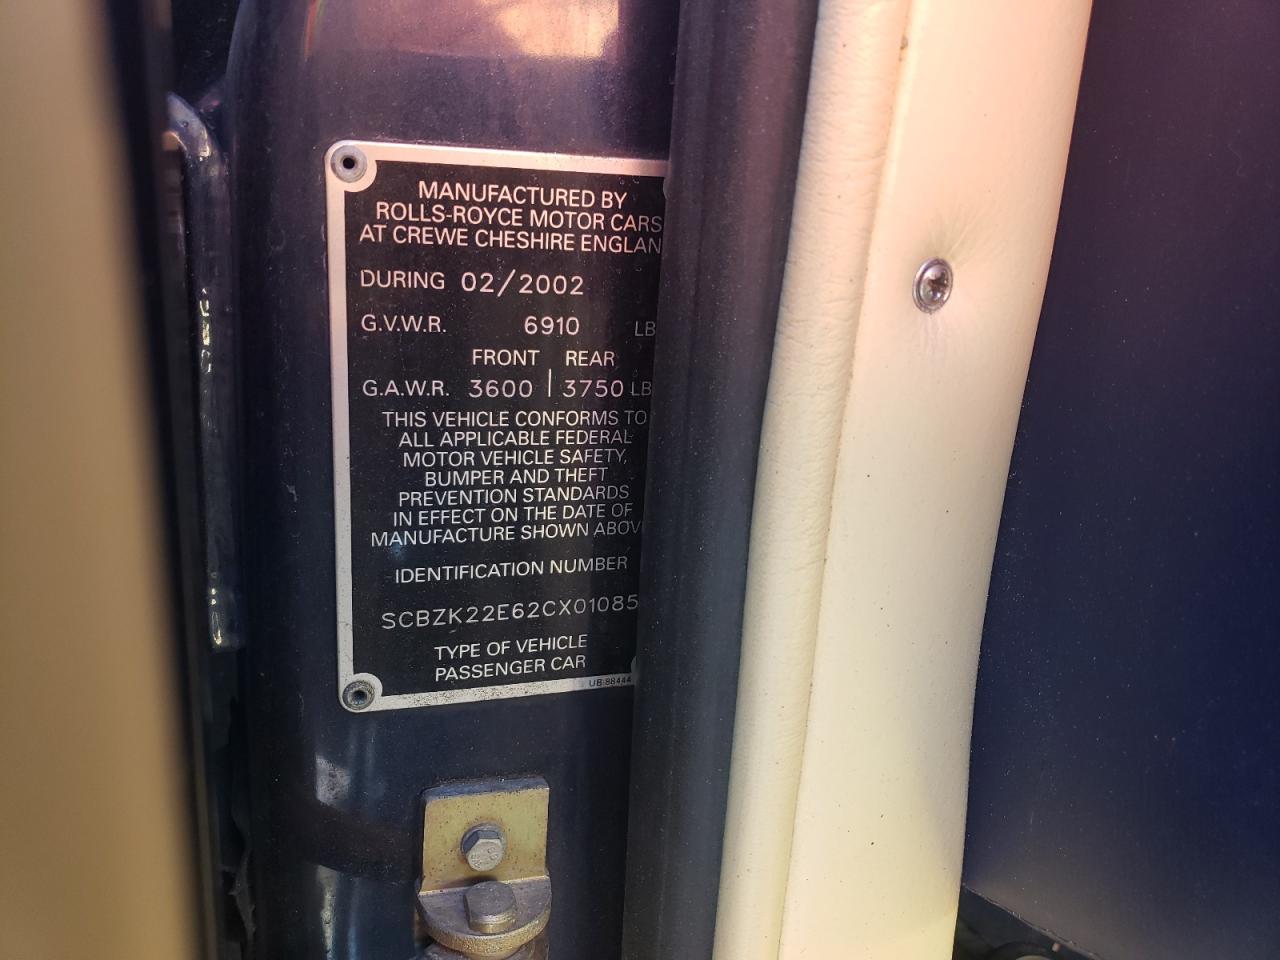 MANUFACTURED BY
ROLLS-ROYCE MOTOR CARS
AT CREWE CHESHIRE ENGLAN
DURING 02/2002
G.V.W.R. 6910 LB
FRONT REAR
G.A.W.R. 3600 | 3750 LB
THIS VEHICLE CONFORMS TO
ALL APPLICABLE FEDERAL
MOTOR VEHICLE SAFETY,
BUMPER AND THEFT
PREVENTION STANDARDS
IN EFFECT ON THE DATE OF
MANUFACTURE SHOWN ABOV
IDENTIFICATION NUMBER
SCBZK22E62CX01085
TYPE OF VEHICLE
PASSENGER CAR
UB 88444